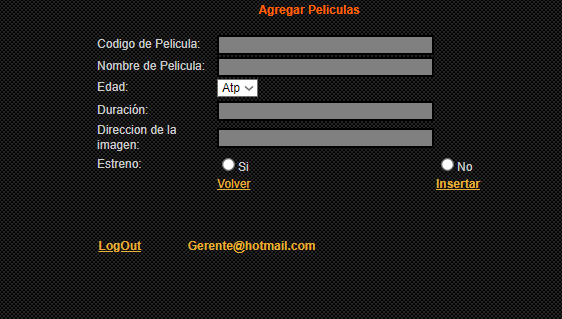 Agregar Peliculas
Codigo de Pelicula:
Nombre de Pelicula:
Edad: Atp
Duración:
Direccion de la
imagen:
Estreno: Si No
Volver Insertar
LogOut Gerente@hotmail.com